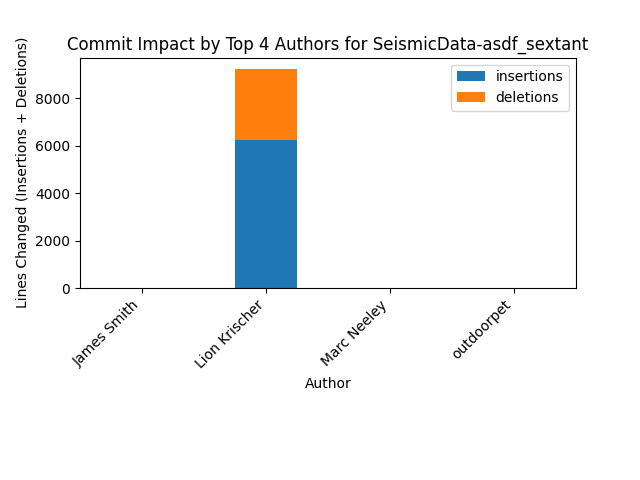 Commit Impact by Top 4 Authors for SeismicData-asdf_sextant
Lines Changed (Insertions + Deletions)
8000
6000
4000
2000
0
insertions
deletions
James Smith
Lion Krischer
Marc Neeley
outdoorpet
Author